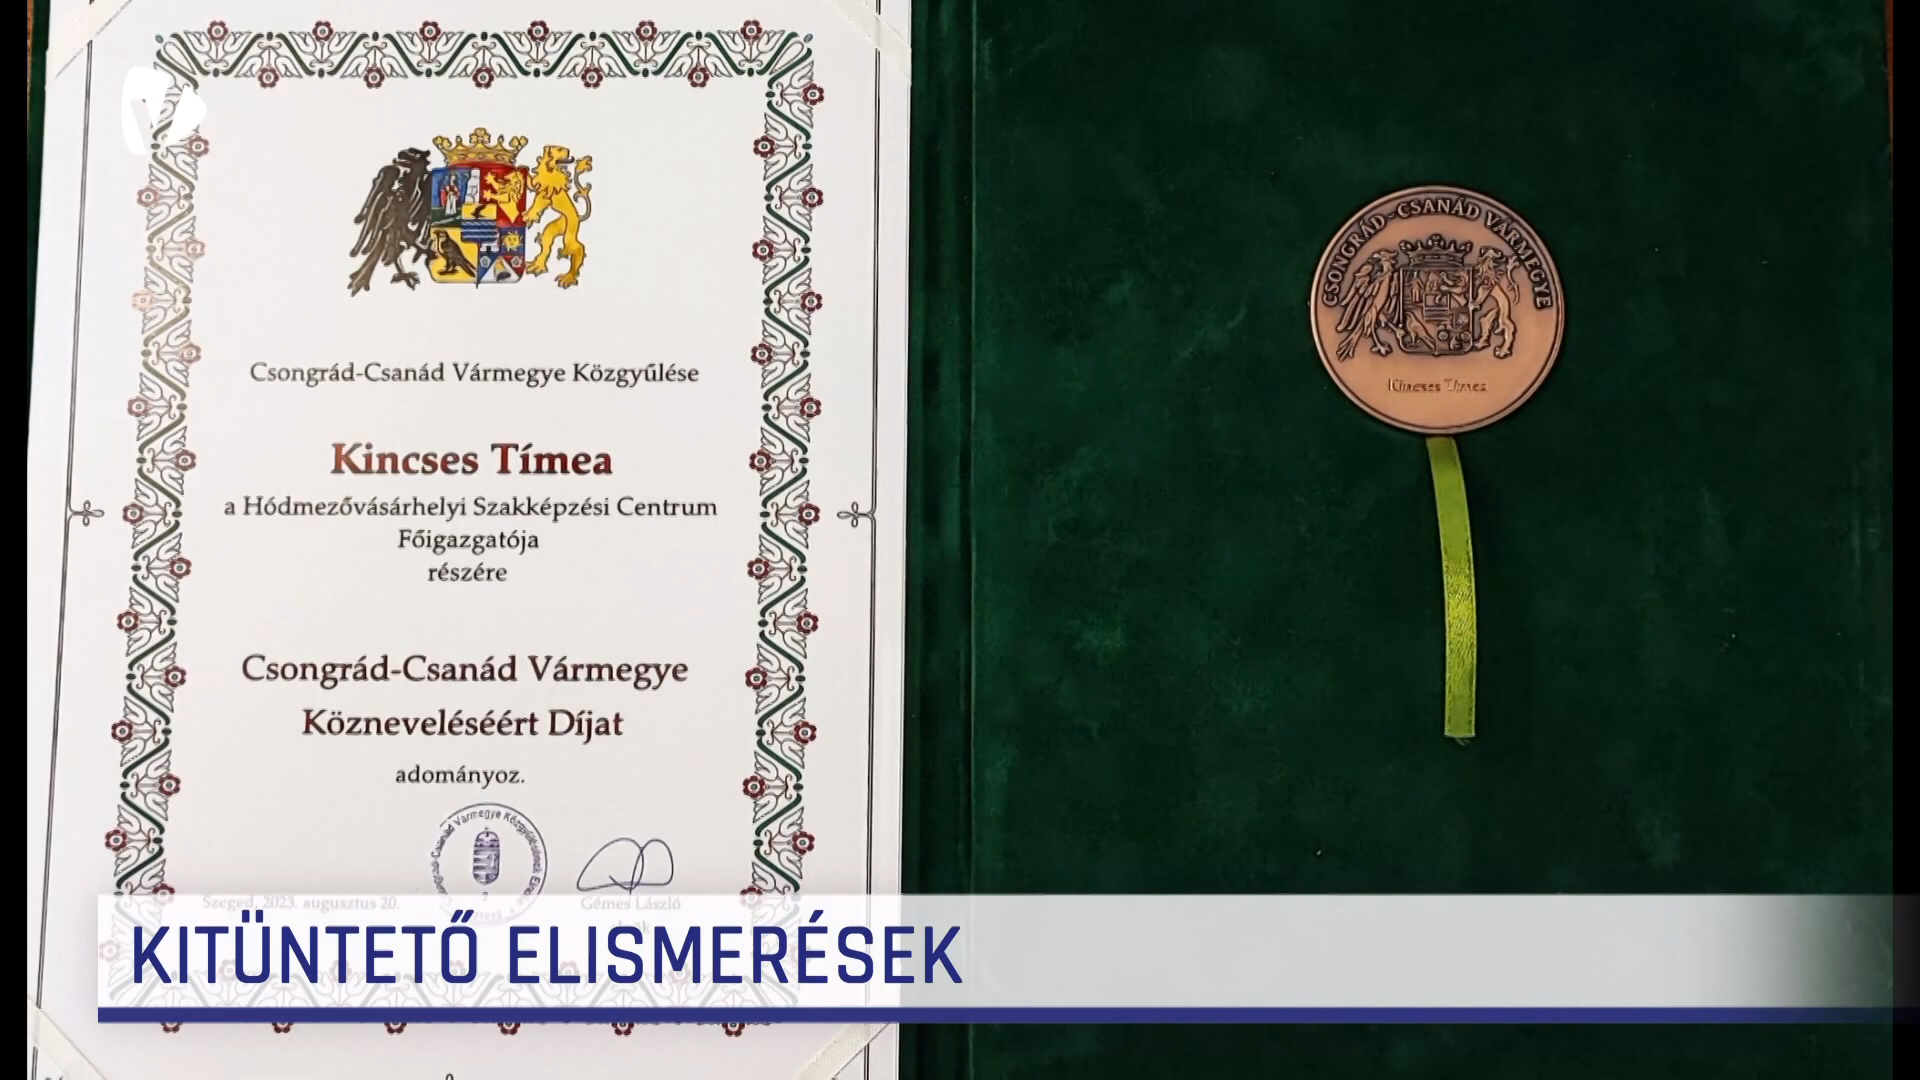 Csongrád-Csanád Vármegye Közgyűlése
Kincses Tímea
a Hódmezővásárhelyi Szakképzési Centrum
Főigazgatója
részére
Csongrád-Csanád Vármegye
Közneveléséért Díjat
adományoz.
Szeged, 2023. augusztus 20.
Gémes László
CSONGRÁD-CSANÁD VÁRMEGYE
Kincses Tímea
KITÜNTETŐ ELISMERÉSEK